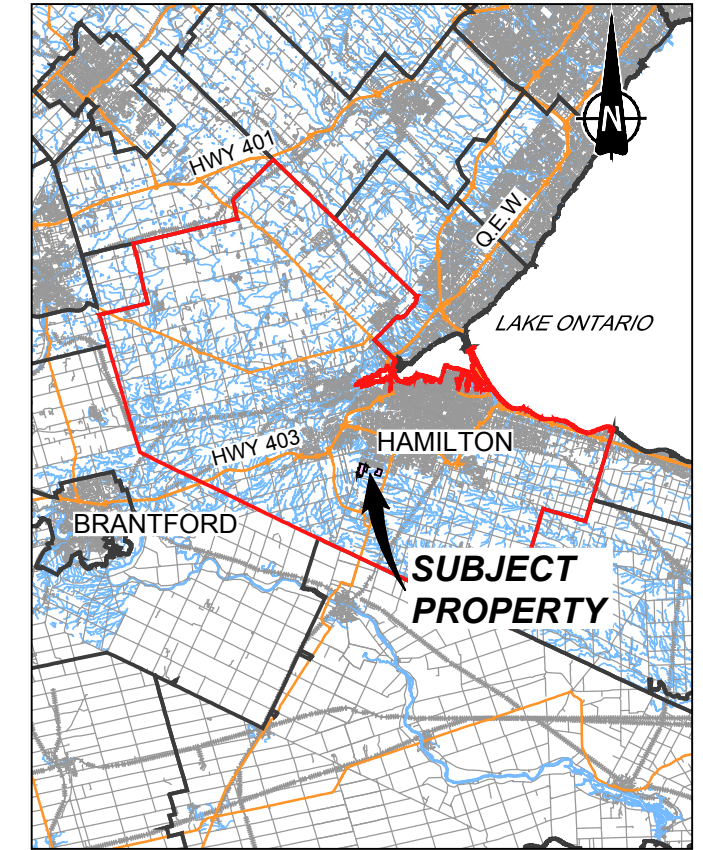 N
HWY 401
Q.E.W.
LAKE ONTARIO
HWY 403
HAMILTON
BRANTFORD
SUBJECT
PROPERTY